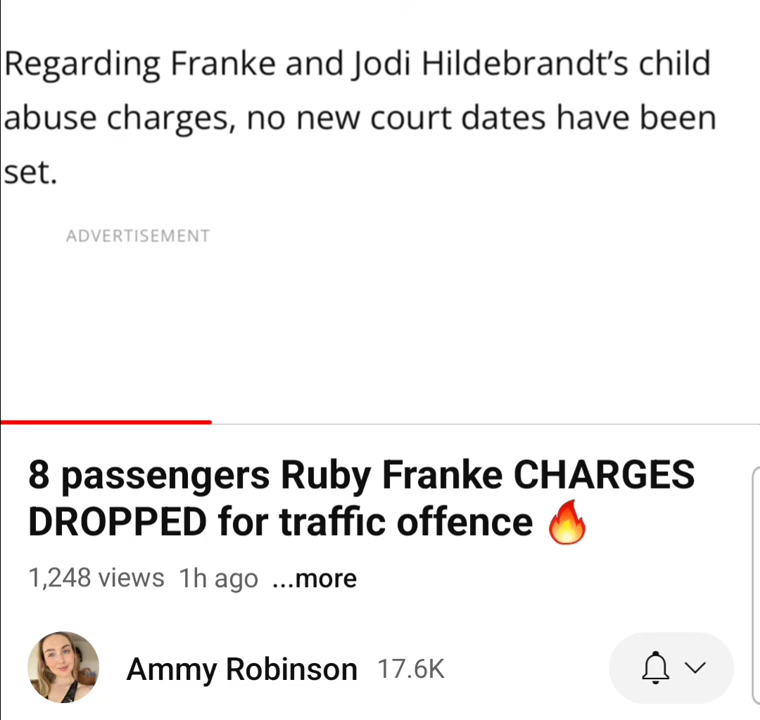 Regarding Franke and Jodi Hildebrandt’s child
abuse charges, no new court dates have been
set.
ADVERTISEMENT
8 passengers Ruby Franke CHARGES
DROPPED for traffic offence 🔥
1,248 views 1h ago ...more
Ammy Robinson 17.6K